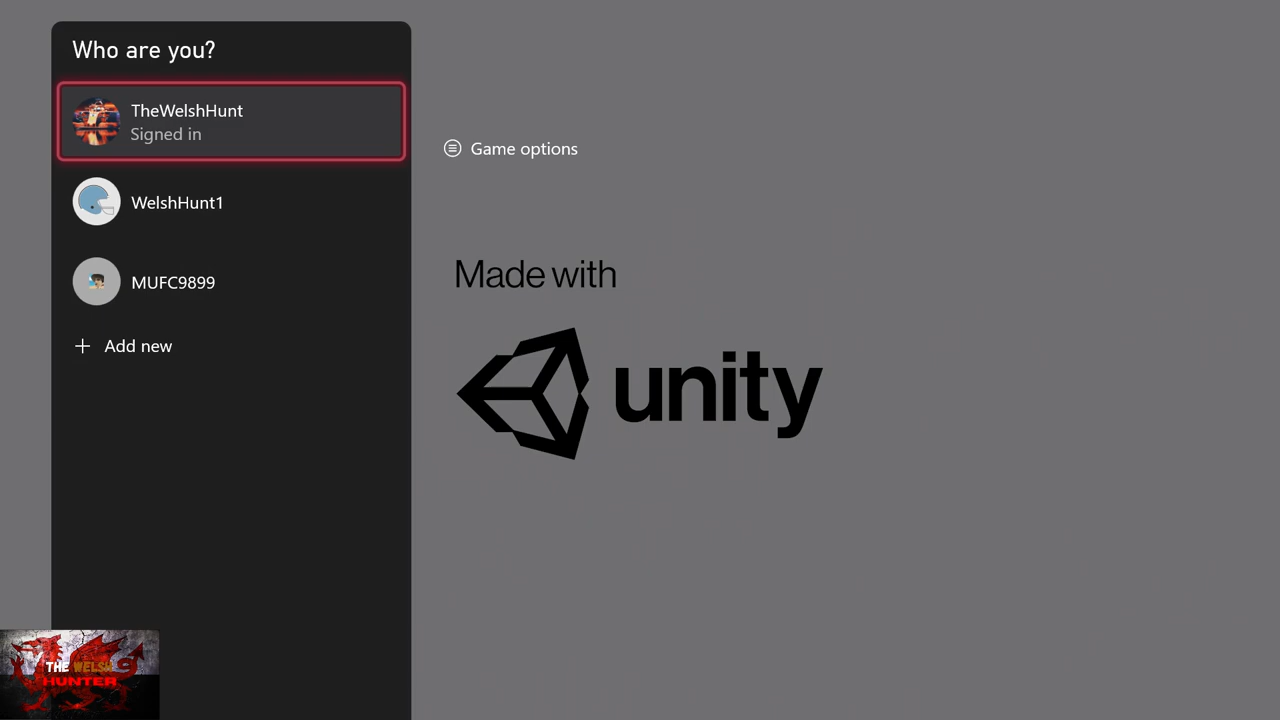 Who are you?
TheWelshHunt
Signed in
WelshHunt1
MUFC9899
Add new
Game options
Made with
unity
THE WELSH
HUNTER